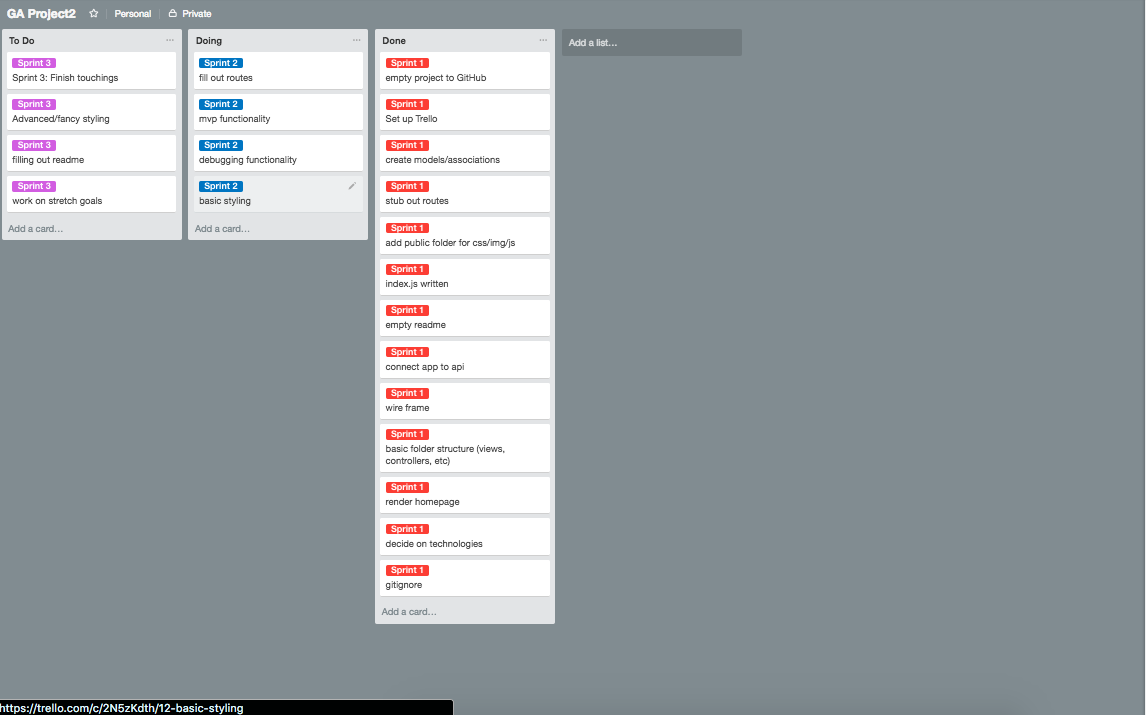 GA Project2 Personal Private
To Do
Sprint 3
Sprint 3: Finish touchings
Sprint 3
Advanced/fancy styling
Sprint 3
filling out readme
Sprint 3
work on stretch goals
Add a card...
Doing
Sprint 2
fill out routes
Sprint 2
mvp functionality
Sprint 2
debugging functionality
Sprint 2
basic styling
Add a card...
Done
Sprint 1
empty project to GitHub
Sprint 1
Set up Trello
Sprint 1
create models/associations
Sprint 1
stub out routes
Sprint 1
add public folder for css/img/js
Sprint 1
index.js written
Sprint 1
empty readme
Sprint 1
connect app to api
Sprint 1
wire frame
Sprint 1
basic folder structure (views,
controllers, etc)
Sprint 1
render homepage
Sprint 1
decide on technologies
Sprint 1
gitignore
Add a card...
Add a list...
https://trello.com/c/2N5zKdth/12-basic-styling